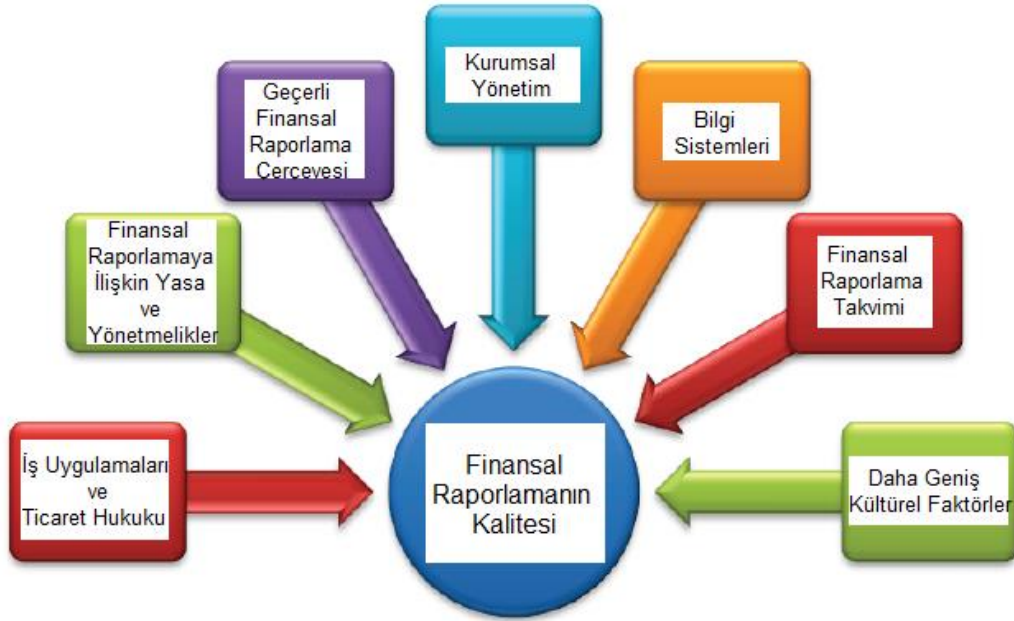 Kurumsal
Yönetim
Geçerli
Finansal
Raporlama
Cerçevesi
Bilgi
Sistemleri
Finansal
Raporlamaya
İlişkin Yasa
ve
Yönetmelikler
Finansal
Raporlama
Takvimi
İş Uygulamaları
ve
Ticaret Hukuku
Finansal
Raporlamanın
Kalitesi
Daha Geniş
Kültürel Faktörler